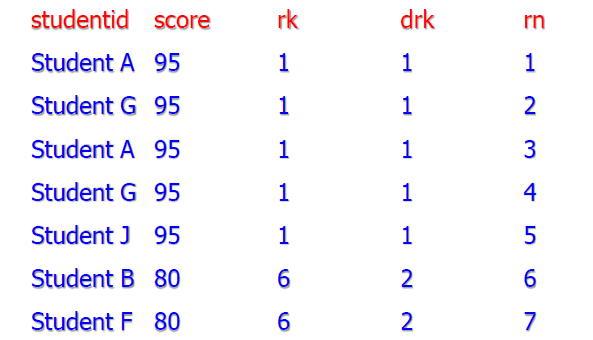 studentid score rk drk rn
Student A 95 1 1 1
Student G 95 1 1 2
Student A 95 1 1 3
Student G 95 1 1 4
Student J 95 1 1 5
Student B 80 6 2 6
Student F 80 6 2 7